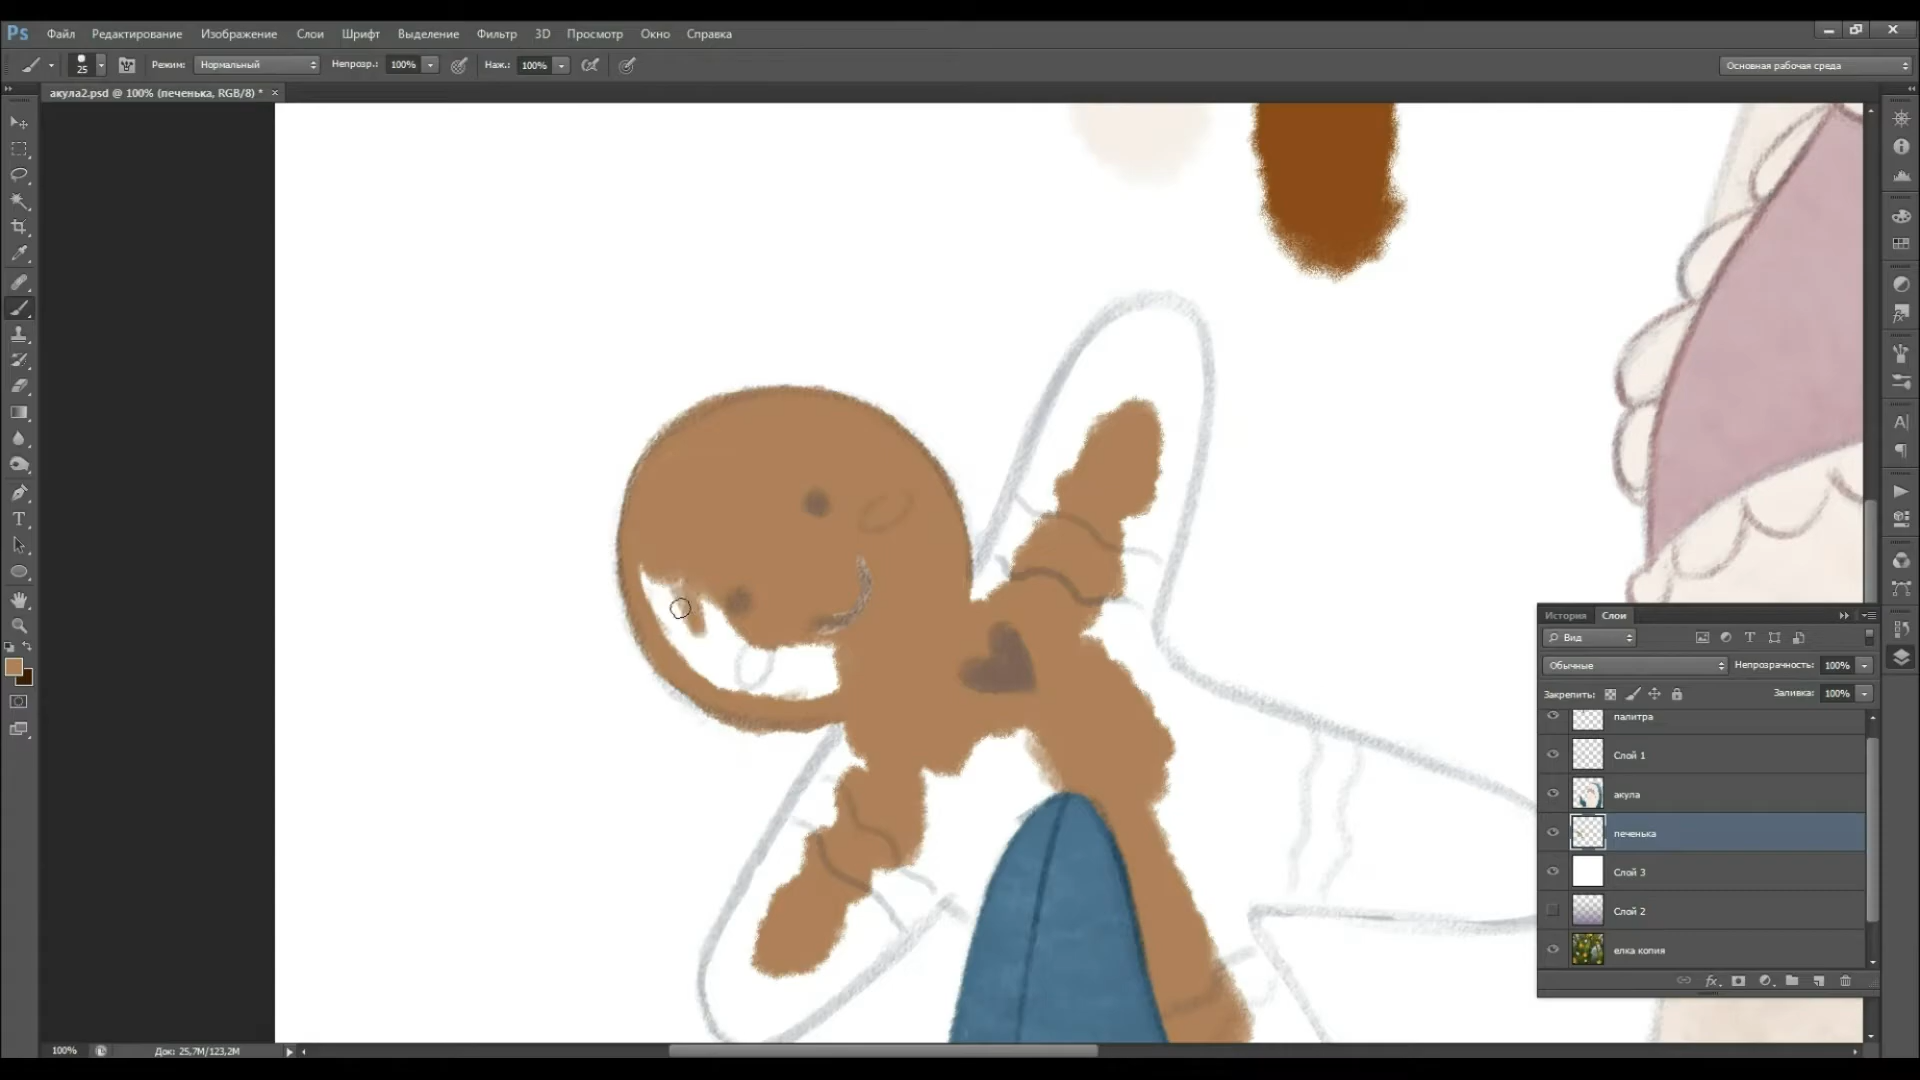 Ps Файл Редактирование Изображение Слои Шрифт Выделение Фильтр 3D Просмотр Окно Справка
25 Режим: Нормальный Непрозр.: 100% Наж.: 100% Основная рабочая среда
акула2.psd @ 100% (печенька, RGB/8) * ×
История Слои
Вид
Обычные Непрозрачность: 100%
Закрепить: Заливка: 100%
палитра
Слой 1
акула
печенька
Слой 3
Слой 2
елка копия
100% Док: 25,7M/123,2M